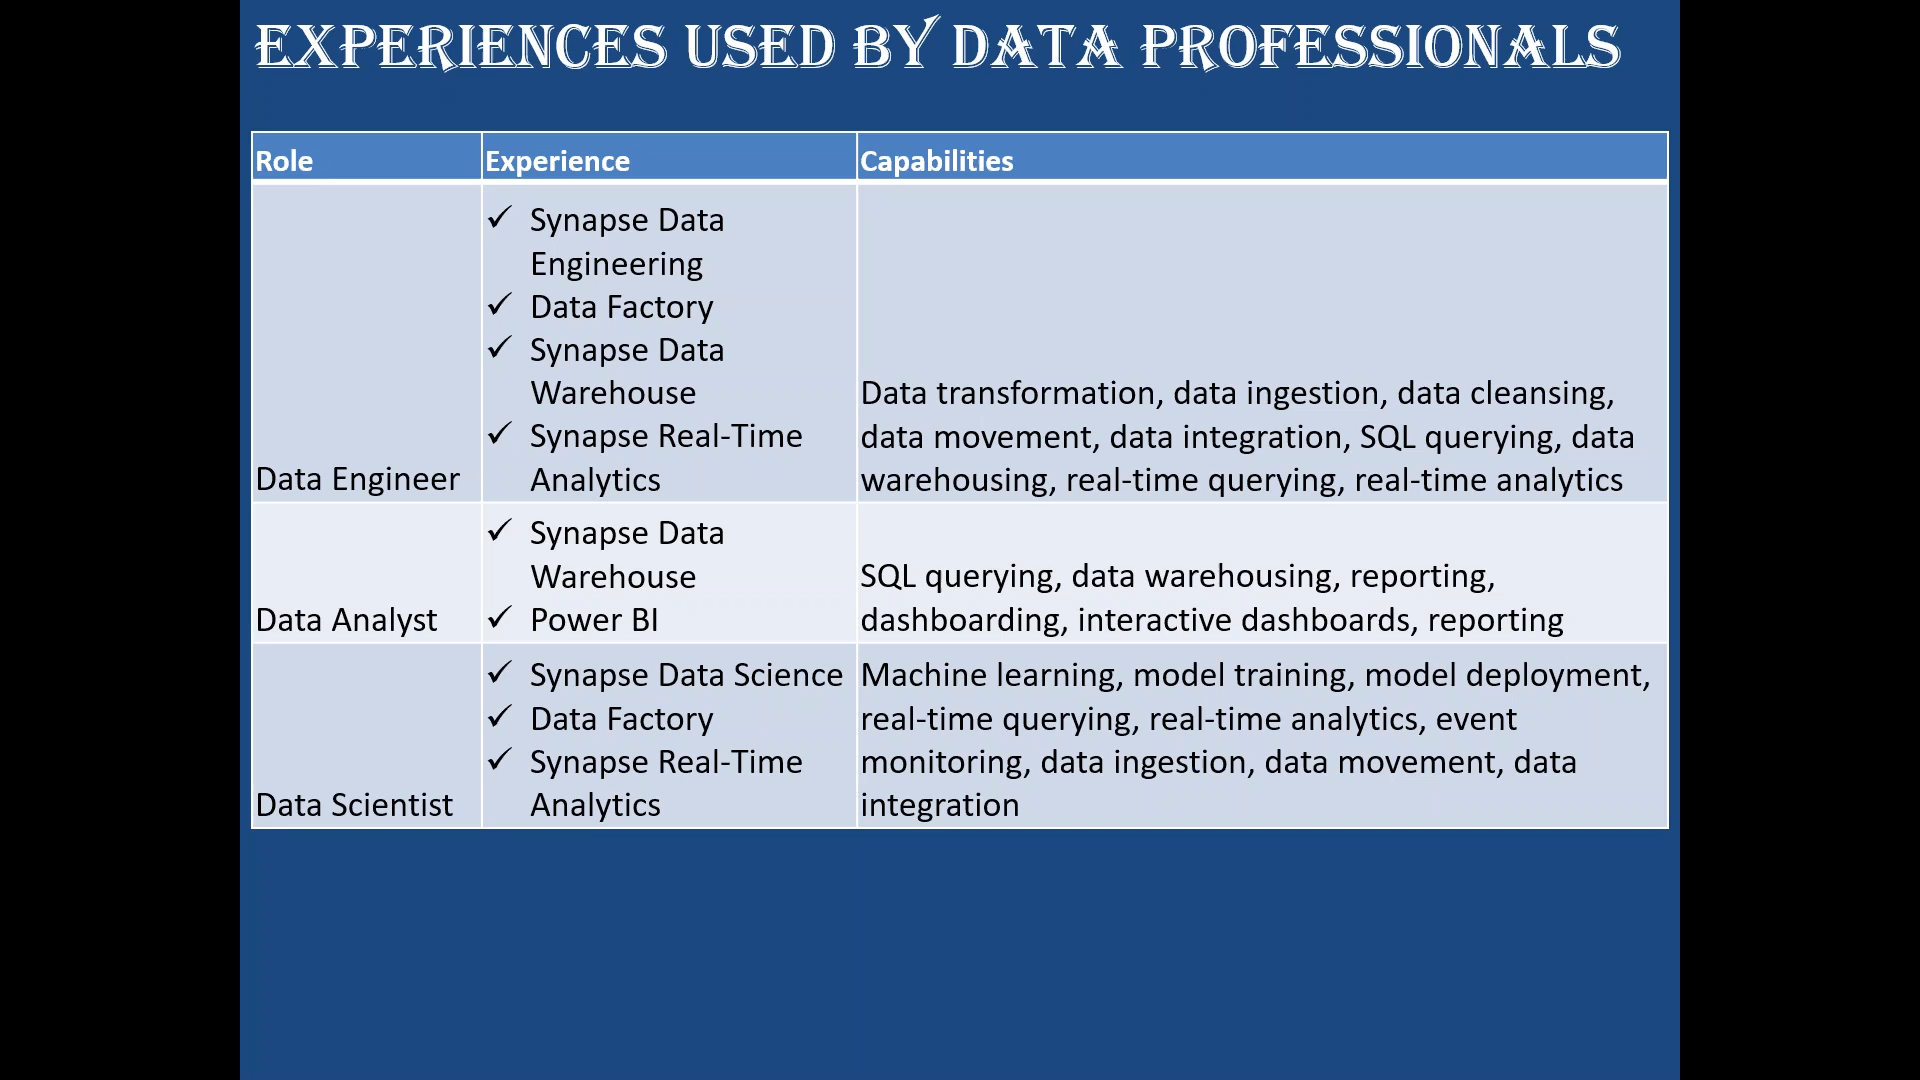 EXPERIENCES USED BY DATA PROFESSIONALS
Role Experience Capabilities
✓ Synapse Data
Engineering
✓ Data Factory
✓ Synapse Data
Warehouse
✓ Synapse Real-Time
Analytics
Data Engineer
Data transformation, data ingestion, data cleansing,
data movement, data integration, SQL querying, data
warehousing, real-time querying, real-time analytics
Data Analyst
✓ Synapse Data
Warehouse
✓ Power BI
SQL querying, data warehousing, reporting,
dashboarding, interactive dashboards, reporting
Data Scientist
✓ Synapse Data Science
✓ Data Factory
✓ Synapse Real-Time
Analytics
Machine learning, model training, model deployment,
real-time querying, real-time analytics, event
monitoring, data ingestion, data movement, data
integration